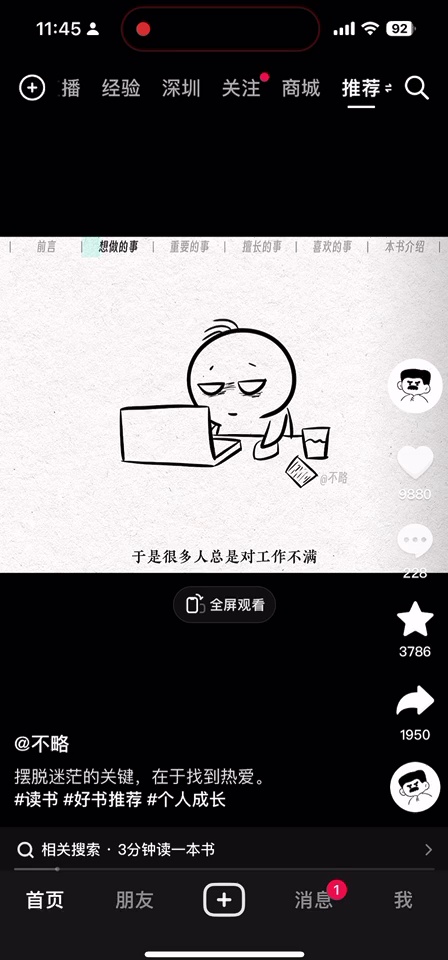 11:45
92
播 经验 深圳 关注 商城 推荐
前言 想做的事 重要的事 擅长的事 喜欢的事 本书介绍
@不略
于是很多人总是对工作不满
9880
228
全屏观看
3786
1950
@不略
摆脱迷茫的关键，在于找到热爱。
#读书 #好书推荐 #个人成长
相关搜索 · 3分钟读一本书
首页 朋友 消息 1 我